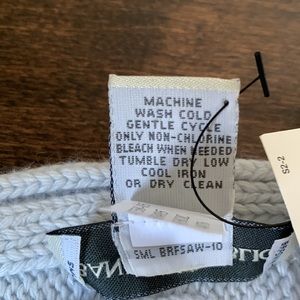 MACHINE
WASH COLD
GENTLE CYCLE
ONLY NON-CHLORINE
BLEACH WHEN NEEDED
TUMBLE DRY LOW
COOL IRON
OR DRY CLEAN
SML BRFSAW-10
S2-2